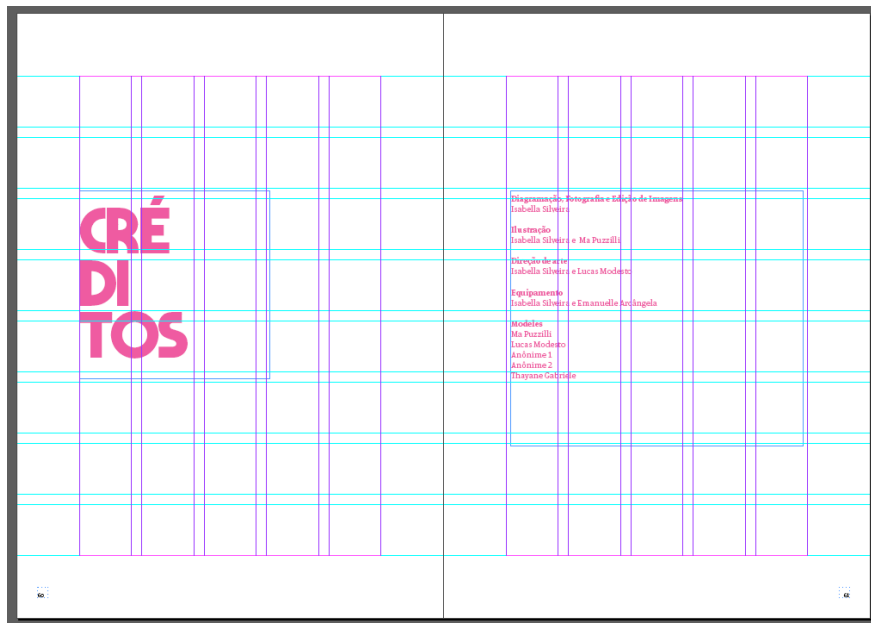 CRÉ
DI
TOS
Diagramação, Fotografia e Edição de Imagens
Isabella Silveira
Ilustração
Isabella Silveira e Ma Puzzilli
Direção de arte
Isabella Silveira e Lucas Modesto
Equipamento
Isabella Silveira e Emanuelle Arcângela
Modeles
Ma Puzzilli
Lucas Modesto
Anônime 1
Anônime 2
Thayane Gabriele